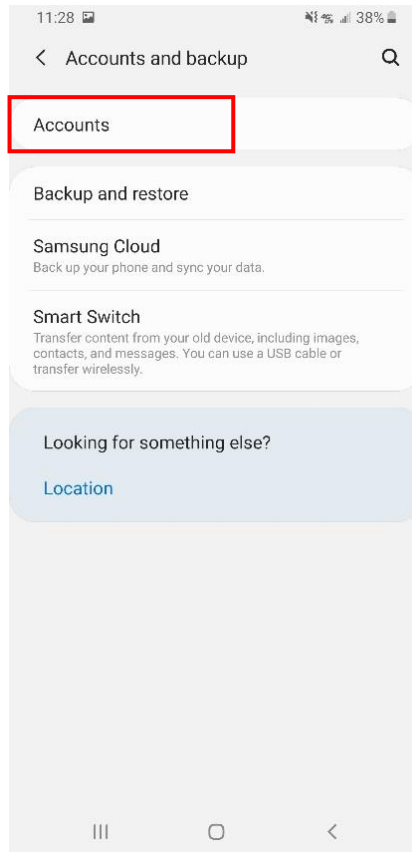 11:28 38%
Accounts and backup
Accounts
Backup and restore
Samsung Cloud
Back up your phone and sync your data.
Smart Switch
Transfer content from your old device, including images,
contacts, and messages. You can use a USB cable or
transfer wirelessly.
Looking for something else?
Location